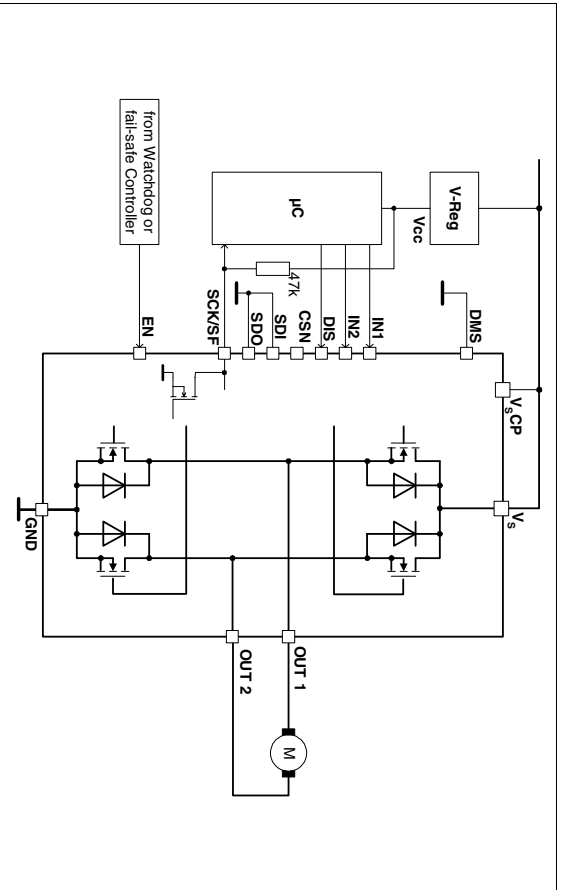 V-Reg
Vcc
µC
47k
from Watchdog or
fail-safe Controller
DMS
IN1
IN2
DIS
CSN
SDI
SDO
SCK/SF
EN
VsCP
Vs
GND
OUT 1
OUT 2
M